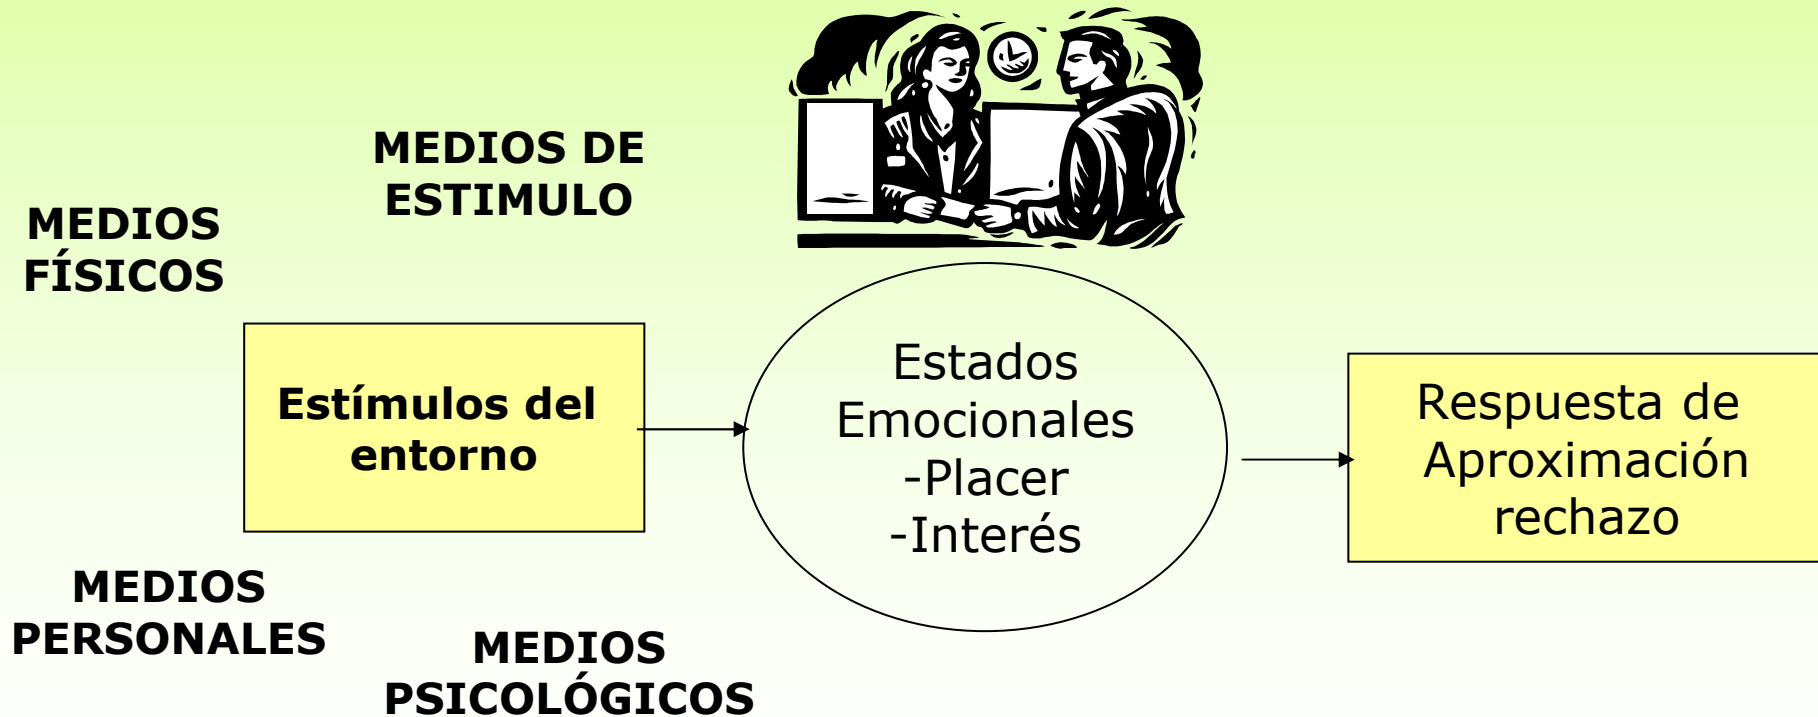 MEDIOS DE
ESTIMULO
MEDIOS
FÍSICOS
Estímulos del
entorno
Estados
Emocionales
-Placer
-Interés
Respuesta de
Aproximación
rechazo
MEDIOS
PERSONALES
MEDIOS
PSICOLÓGICOS